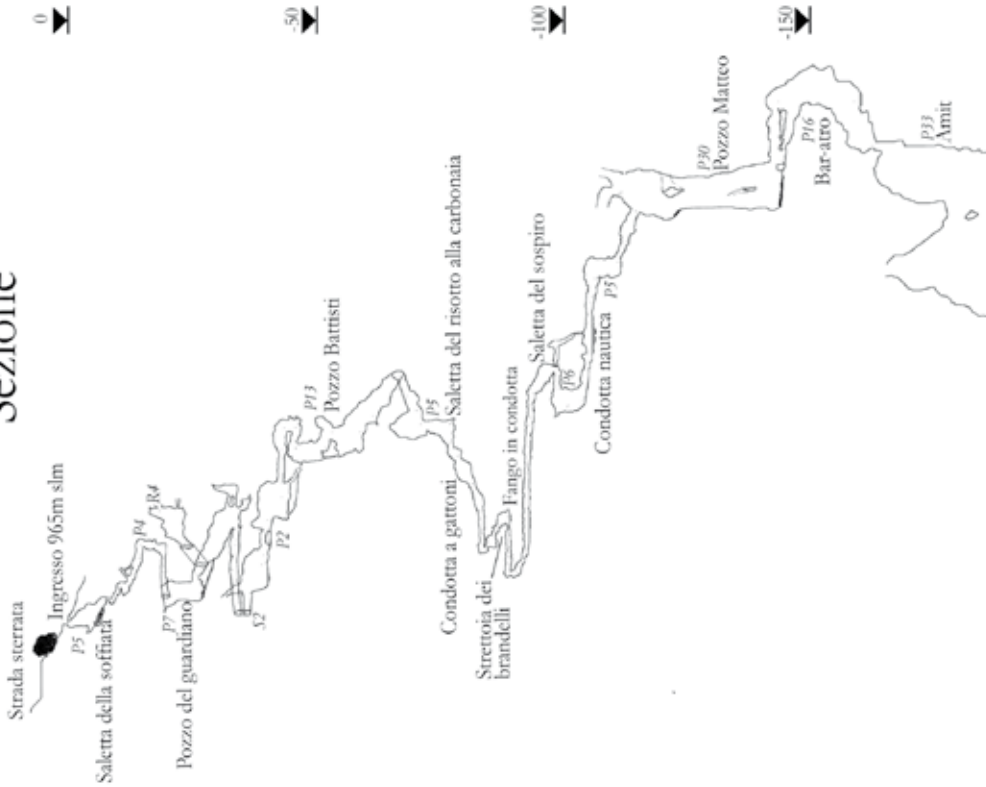 Sezione
Strada sterrata
0
Ingresso 965m slm
P5
Saletta della soffiata
P4
R4
P7
Pozzo del guardiano
S2
P2
-50
P13
Pozzo Battisti
P5
Saletta del risotto alla carbonaia
Condotta a gattoni
Strettoia dei
brandelli
Fango in condotta
Saletta del sospiro
-100
P6
Condotta nautica
P5
P30
Pozzo Matteo
-150
P16
Bar-atro
P33
Amit